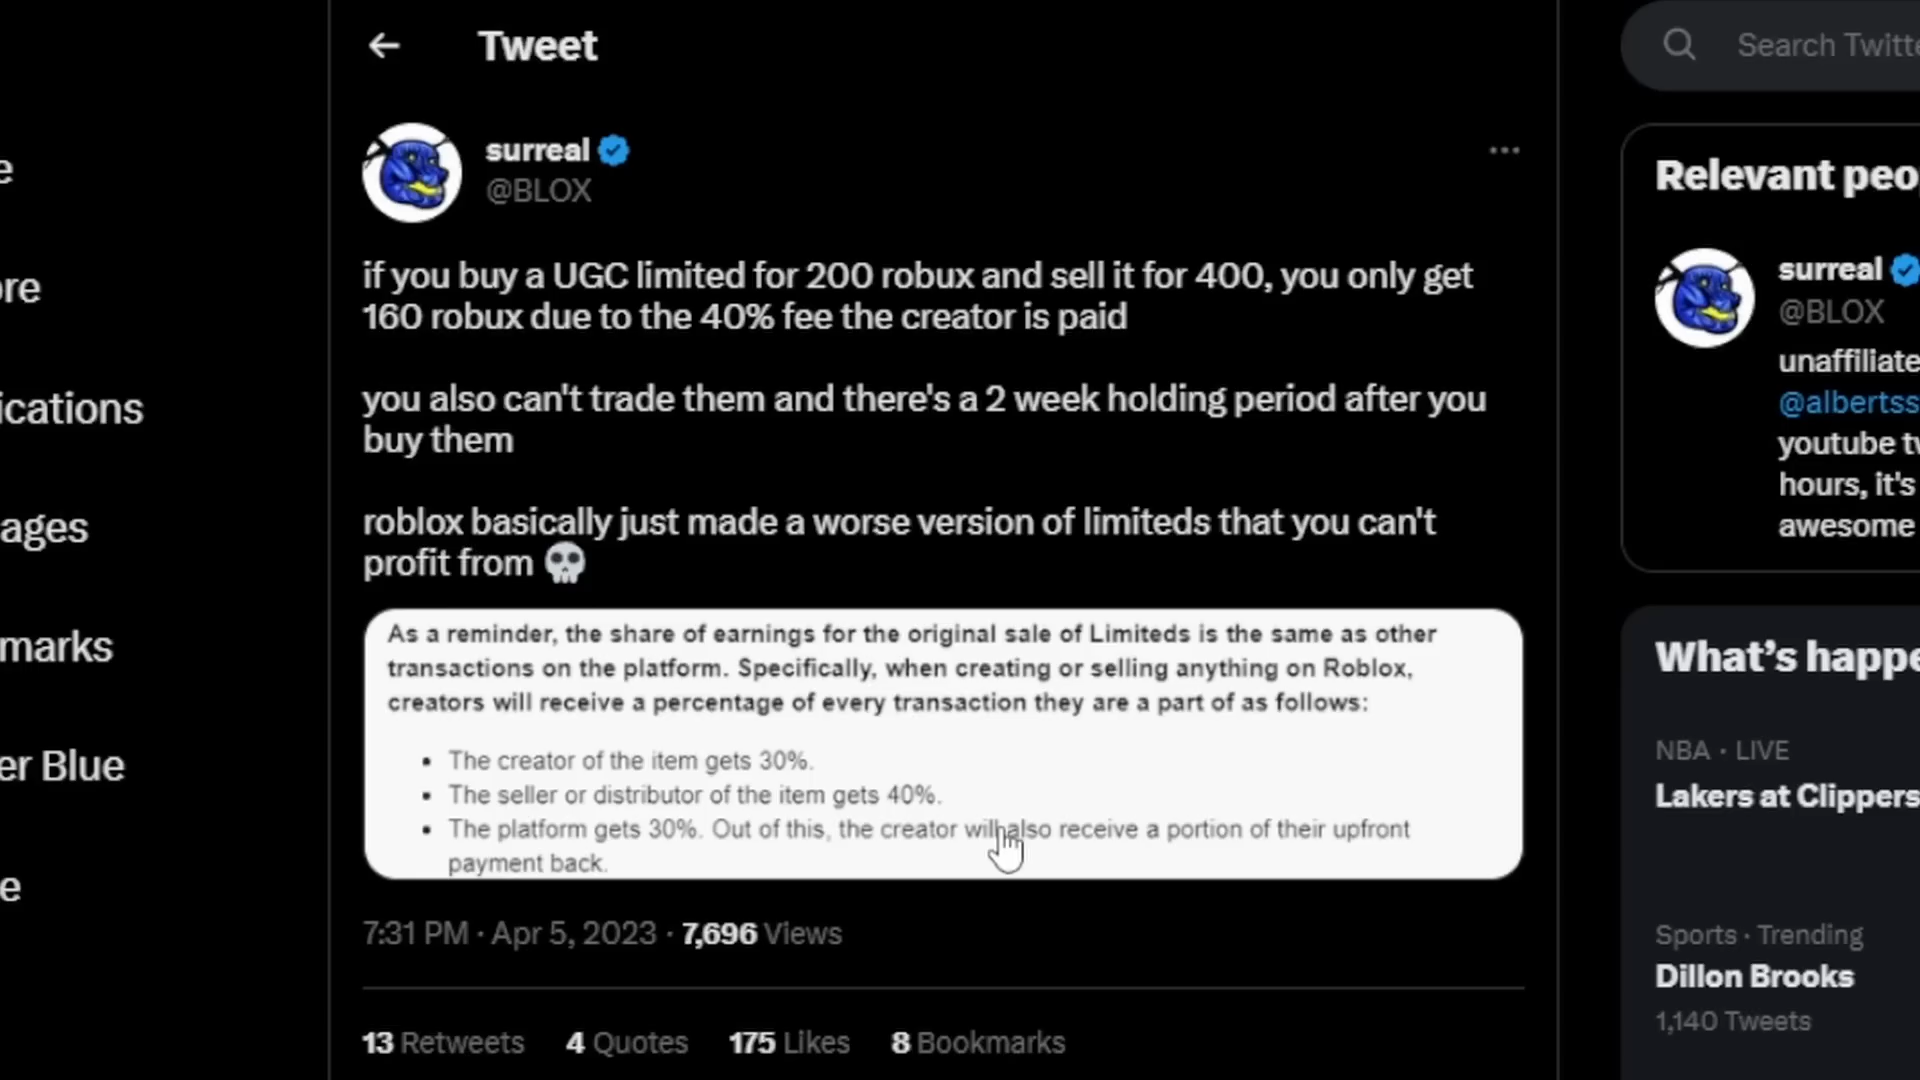 Tweet
surreal
@BLOX
if you buy a UGC limited for 200 robux and sell it for 400, you only get
160 robux due to the 40% fee the creator is paid
you also can't trade them and there's a 2 week holding period after you
buy them
roblox basically just made a worse version of limiteds that you can't
profit from 💀
As a reminder, the share of earnings for the original sale of Limiteds is the same as other
transactions on the platform. Specifically, when creating or selling anything on Roblox,
creators will receive a percentage of every transaction they are a part of as follows:
• The creator of the item gets 30%.
• The seller or distributor of the item gets 40%.
• The platform gets 30%. Out of this, the creator will also receive a portion of their upfront
payment back.
7:31 PM · Apr 5, 2023 · 7,696 Views
13 Retweets 4 Quotes 175 Likes 8 Bookmarks
e
ore
ications
ages
marks
er Blue
e
Search Twitte
Relevant peo
surreal
@BLOX
unaffiliate
@albertss
youtube tw
hours, it's
awesome
What's happe
NBA · LIVE
Lakers at Clippers
Sports · Trending
Dillon Brooks
1,140 Tweets